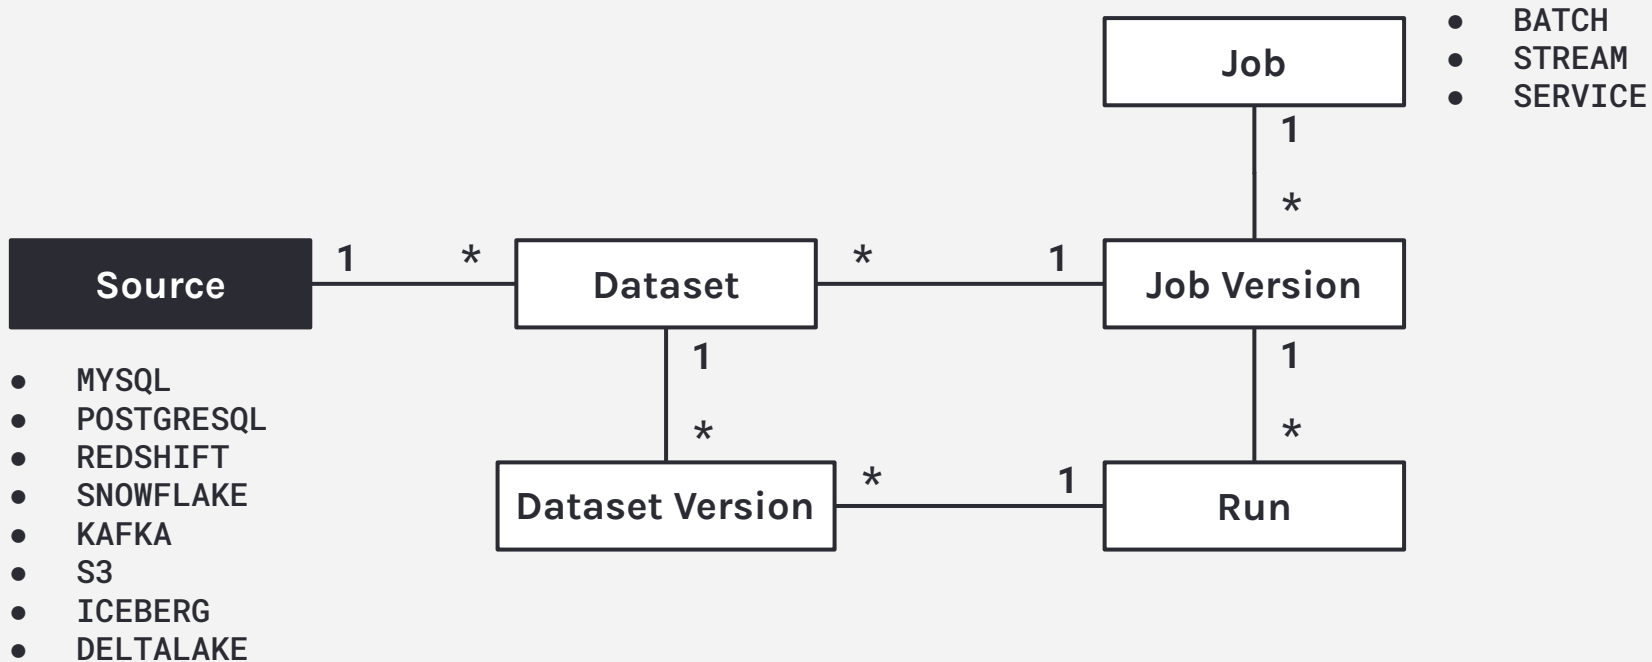 ● BATCH
● STREAM
● SERVICE
Job
1
*
Source
1 *
Dataset
* 1
Job Version
1
*
1
*
Dataset Version
* 1
Run
● MYSQL
● POSTGRESQL
● REDSHIFT
● SNOWFLAKE
● KAFKA
● S3
● ICEBERG
● DELTALAKE